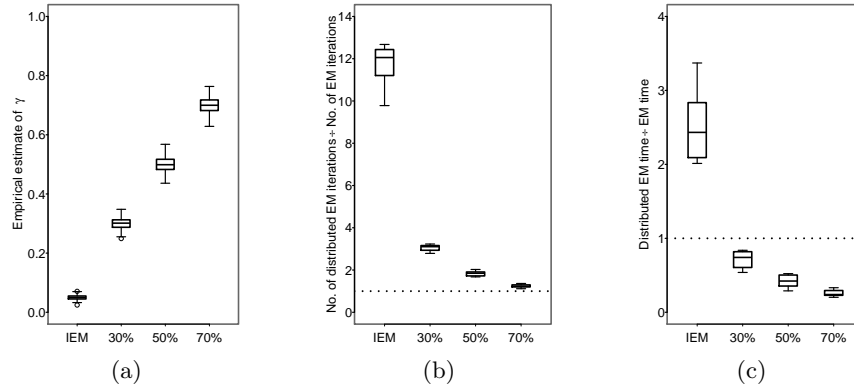 Empirical estimate of γ
1.0
0.8
0.6
0.4
0.2
0.0
IEM 30% 50% 70%
(a)
No. of distributed EM iterations ÷ No. of EM iterations
14
12
10
8
6
4
2
0
IEM 30% 50% 70%
(b)
Distributed EM time ÷ EM time
4
3
2
1
0
IEM 30% 50% 70%
(c)